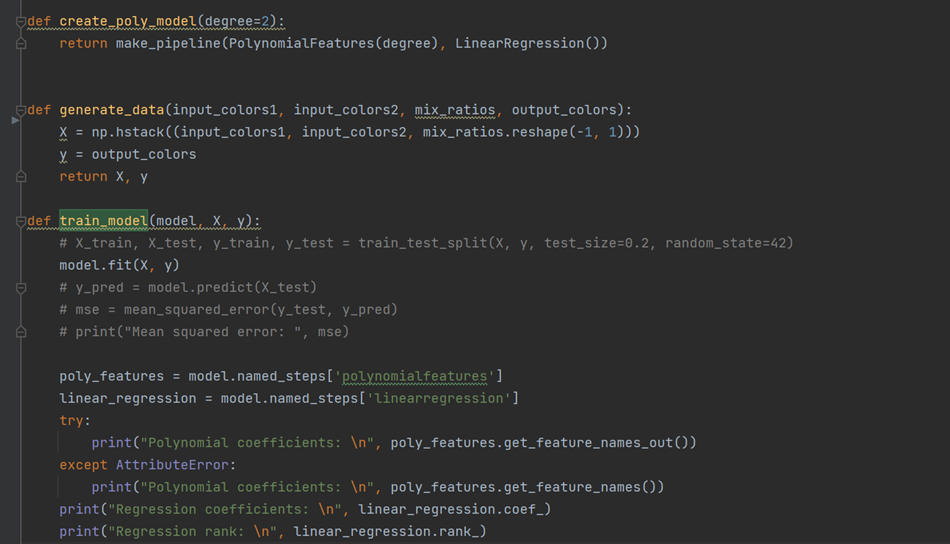 def create_poly_model(degree=2):
    return make_pipeline(PolynomialFeatures(degree), LinearRegression())
def generate_data(input_colors1, input_colors2, mix_ratios, output_colors):
    X = np.hstack((input_colors1, input_colors2, mix_ratios.reshape(-1, 1)))
    y = output_colors
    return X, y
def train_model(model, X, y):
    # X_train, X_test, y_train, y_test = train_test_split(X, y, test_size=0.2, random_state=42)
    model.fit(X, y)
    # y_pred = model.predict(X_test)
    # mse = mean_squared_error(y_test, y_pred)
    # print("Mean squared error: ", mse)
    poly_features = model.named_steps['polynomialfeatures']
    linear_regression = model.named_steps['linearregression']
    try:
        print("Polynomial coefficients: \n", poly_features.get_feature_names_out())
    except AttributeError:
        print("Polynomial coefficients: \n", poly_features.get_feature_names())
    print("Regression coefficients: \n", linear_regression.coef_)
    print("Regression rank: \n", linear_regression.rank_)